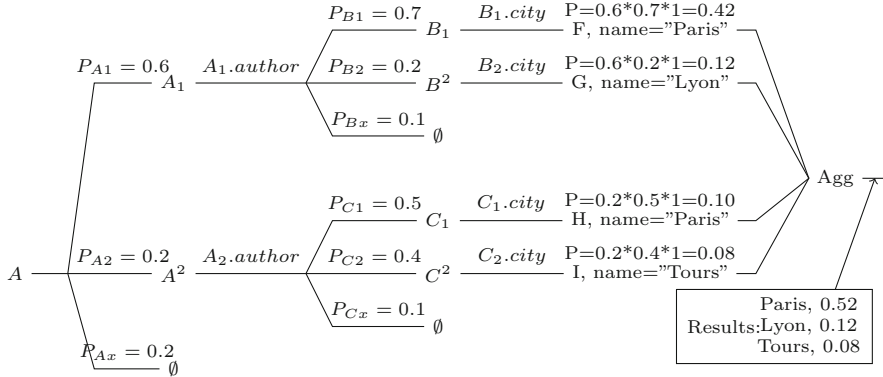 P_{B1} = 0.7 B_1.city P=0.6*0.7*1=0.42
B_1 F, name="Paris"
P_{A1} = 0.6 A_1.author P_{B2} = 0.2 B_2.city P=0.6*0.2*1=0.12
A_1 B^2 G, name="Lyon"
P_{Bx} = 0.1
∅
Agg
P_{C1} = 0.5 C_1.city P=0.2*0.5*1=0.10
C_1 H, name="Paris"
P_{A2} = 0.2 A_2.author P_{C2} = 0.4 C_2.city P=0.2*0.4*1=0.08
A A^2 C^2 I, name="Tours"
P_{Cx} = 0.1
∅
P_{Ax} = 0.2
∅
Paris, 0.52
Results: Lyon, 0.12
Tours, 0.08